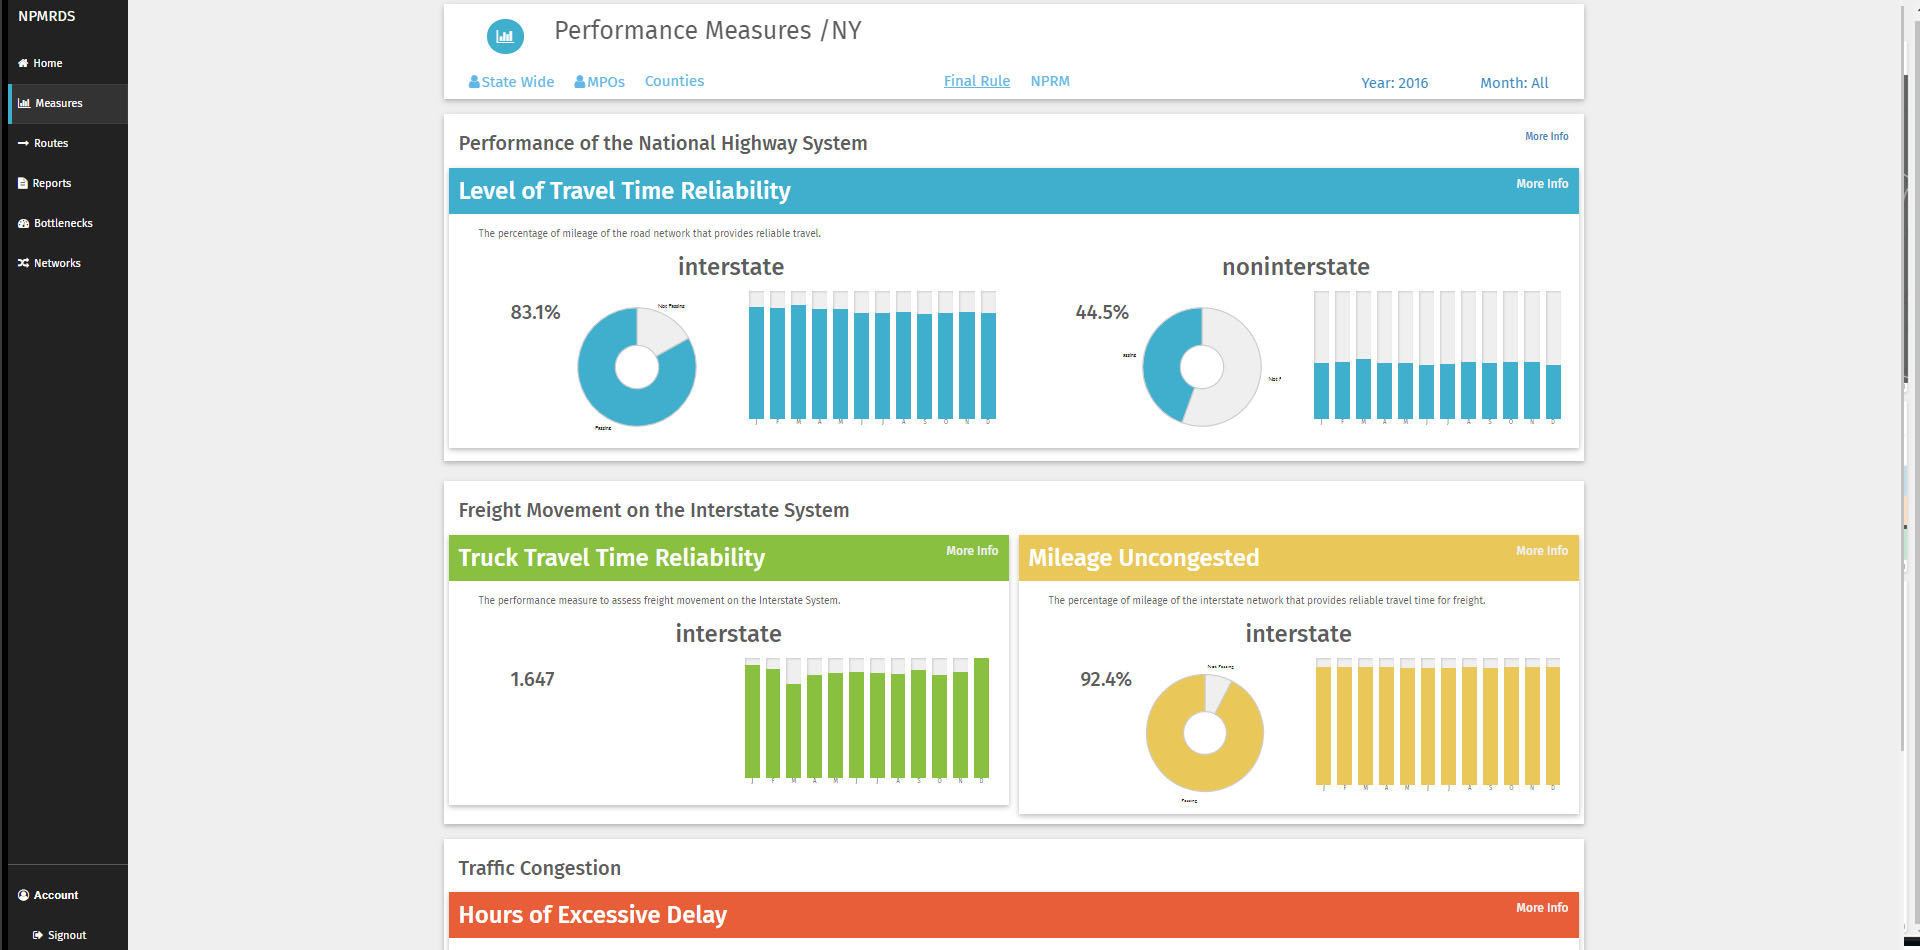 NPMRDS
Home
Measures
Routes
Reports
Bottlenecks
Networks
Account
Signout
Performance Measures /NY
State Wide MPOs Counties Final Rule NPRM Year: 2016 Month: All
Performance of the National Highway System More Info
Level of Travel Time Reliability More Info
The percentage of mileage of the road network that provides reliable travel.
interstate
83.1%
Not Passing
Passing
J F M A M J J A S O N D
noninterstate
44.5%
assing
Not F
J F M A M J J A S O N D
Freight Movement on the Interstate System
Truck Travel Time Reliability More Info
The performance measure to assess freight movement on the Interstate System.
interstate
1.647
J F M A M J J A S O N D
Mileage Uncongested More Info
The percentage of mileage of the interstate network that provides reliable travel time for freight.
interstate
92.4%
Not Passing
Passing
J F M A M J J A S O N D
Traffic Congestion
Hours of Excessive Delay More Info